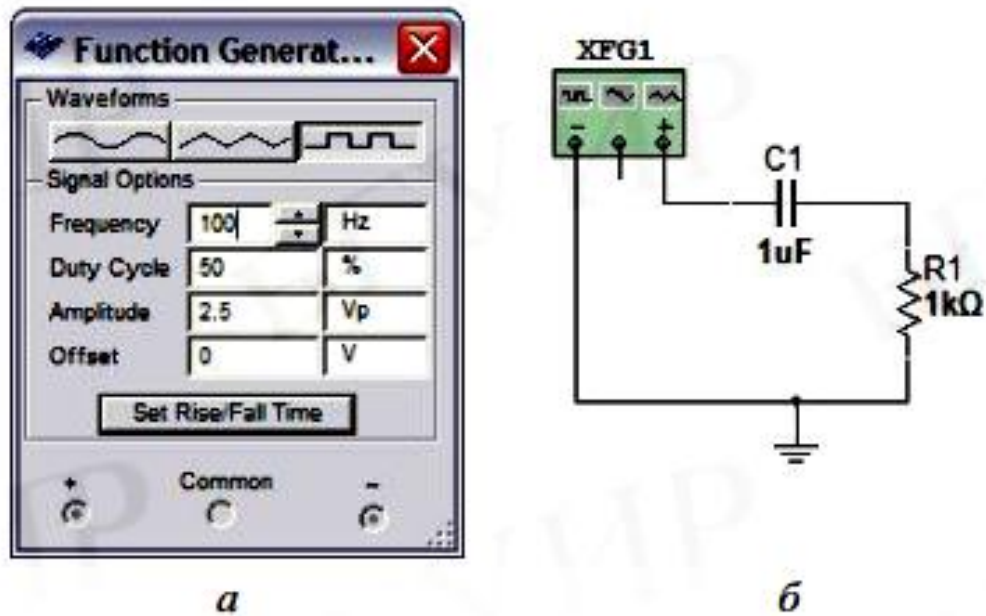 Function Generat...
Waveforms
Signal Options
Frequency 100 Hz
Duty Cycle 50 %
Amplitude 2.5 Vp
Offset 0 V
Set Rise/Fall Time
+ Common -
а
XFG1
- +
C1
1uF
R1
1kΩ
б